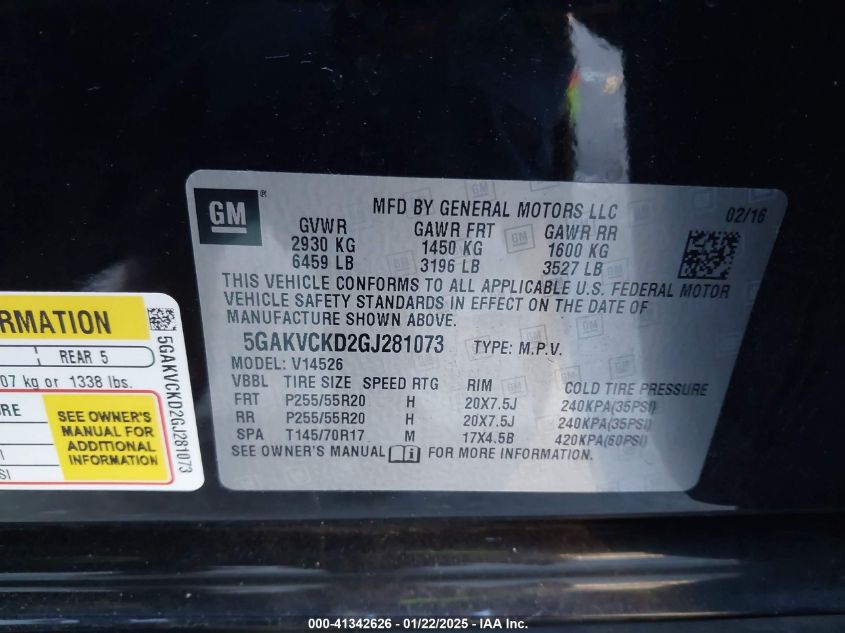 GM
®
MFD BY GENERAL MOTORS LLC
02/16
GVWR GAWR FRT GAWR RR
2930 KG 1450 KG 1600 KG
6459 LB 3196 LB 3527 LB
THIS VEHICLE CONFORMS TO ALL APPLICABLE U.S. FEDERAL MOTOR
VEHICLE SAFETY STANDARDS IN EFFECT ON THE DATE OF
MANUFACTURE SHOWN ABOVE.
5GAKVCKD2GJ281073 TYPE: M.P.V.
MODEL: V14526
VBBL TIRE SIZE SPEED RTG RIM COLD TIRE PRESSURE
FRT P255/55R20 H 20X7.5J 240KPA(35PSI)
RR P255/55R20 H 20X7.5J 240KPA(35PSI)
SPA T145/70R17 M 17X4.5B 420KPA(60PSI)
SEE OWNER'S MANUAL FOR MORE INFORMATION.
RMATION
REAR 5
07 kg or 1338 lbs.
URE
SEE OWNER'S
MANUAL FOR
ADDITIONAL
INFORMATION
SI
5GAKVCKD2GJ281073
000-41342626 - 01/22/2025 - IAA Inc.